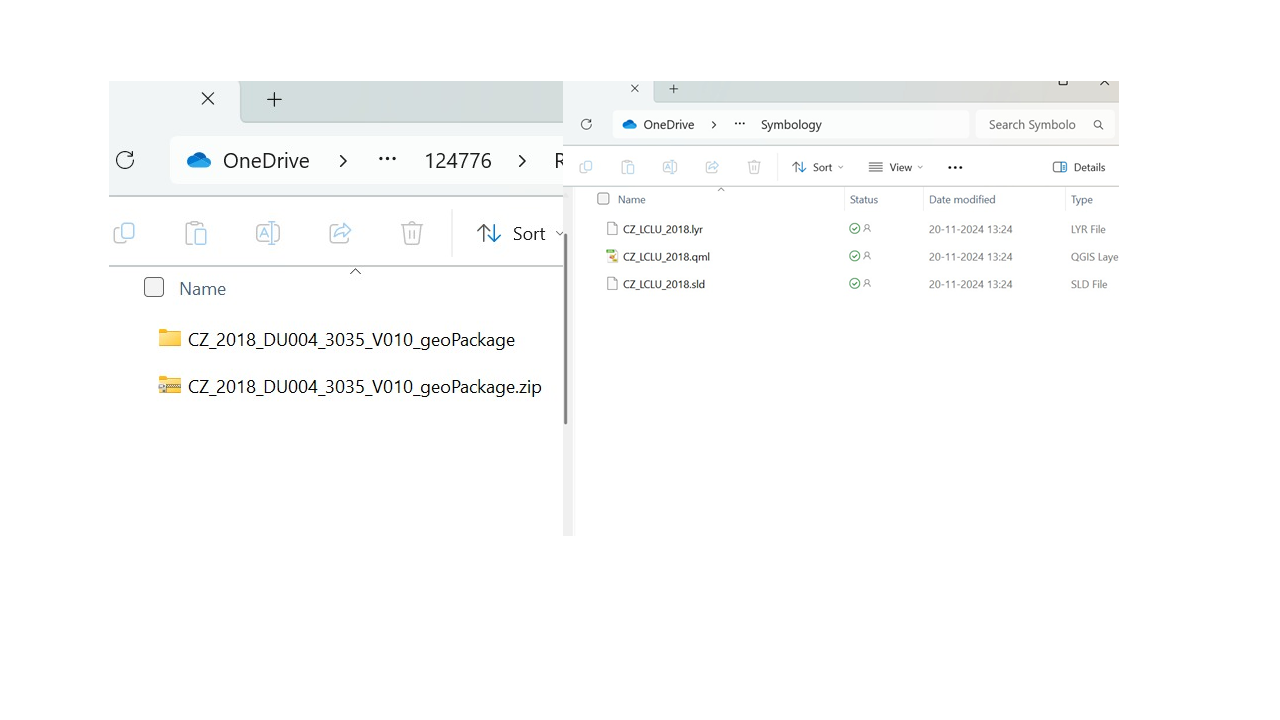 OneDrive > ... 124776 > R
Sort
Name
CZ_2018_DU004_3035_V010_geoPackage
CZ_2018_DU004_3035_V010_geoPackage.zip
OneDrive > ... Symbology
Search Symbolo
Sort View ... Details
Name Status Date modified Type
CZ_LCLU_2018.lyr 20-11-2024 13:24 LYR File
CZ_LCLU_2018.qml 20-11-2024 13:24 QGIS Laye
CZ_LCLU_2018.sld 20-11-2024 13:24 SLD File